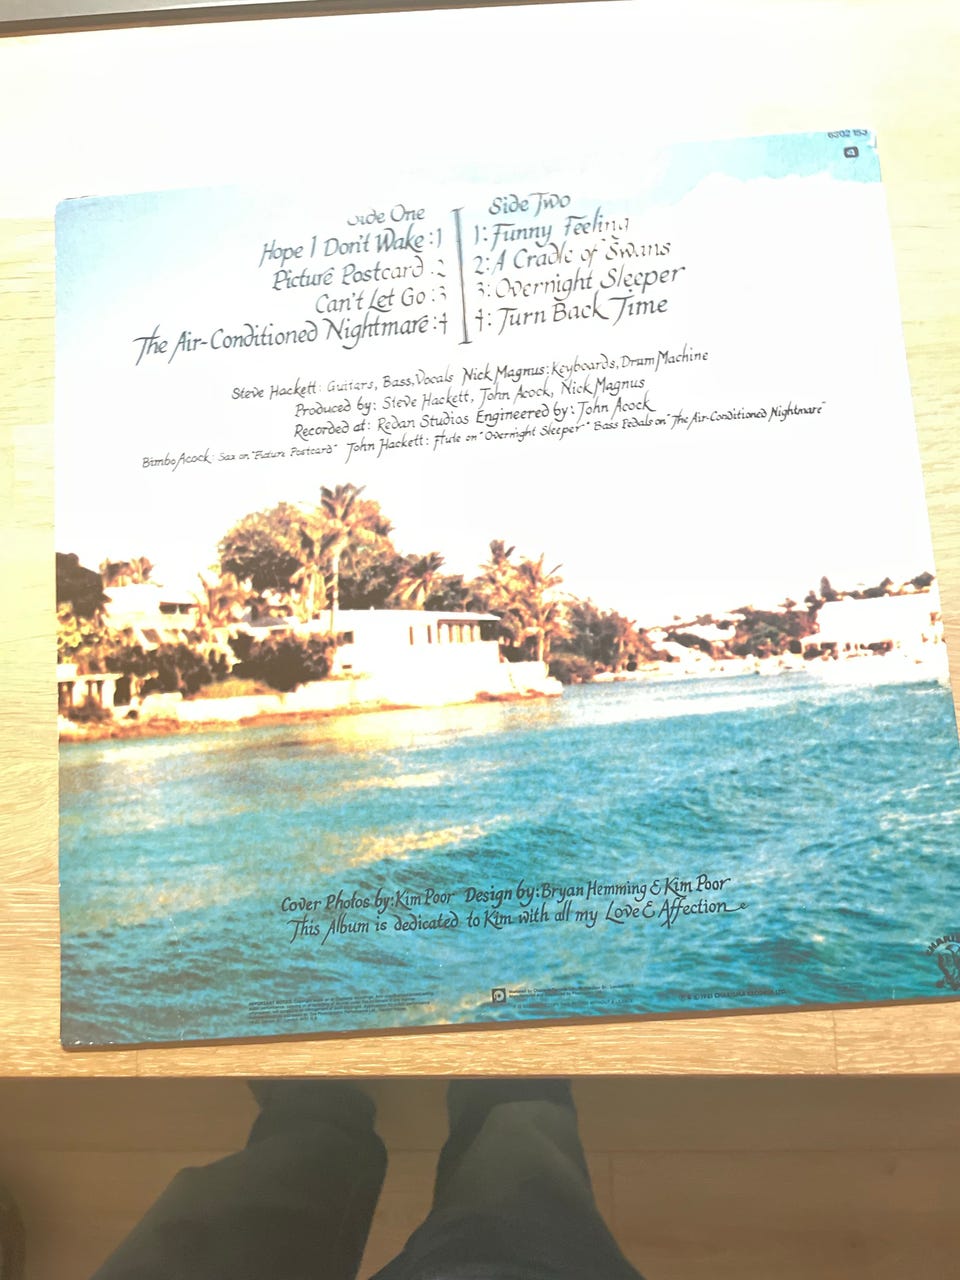 6302 153
Side One
Hope I Don't Wake :1
Picture Postcard :2
Can't Let Go :3
The Air-Conditioned Nightmare :4
Side Two
1: Funny Feeling
2: A Cradle of Swans
3: Overnight Sleeper
4: Turn Back Time
Steve Hackett: Guitars, Bass, Vocals Nick Magnus: Keyboards, Drum Machine
Produced by: Steve Hackett, John Acock, Nick Magnus
Recorded at: Redan Studios Engineered by: John Acock
Bimbo Acock: Sax on "Picture Postcard" John Hackett: Flute on "Overnight Sleeper" Bass Pedals on "The Air-Conditioned Nightmare"
Cover Photos by: Kim Poor Design by: Bryan Hemming & Kim Poor
This Album is dedicated to Kim with all my Love & Affection